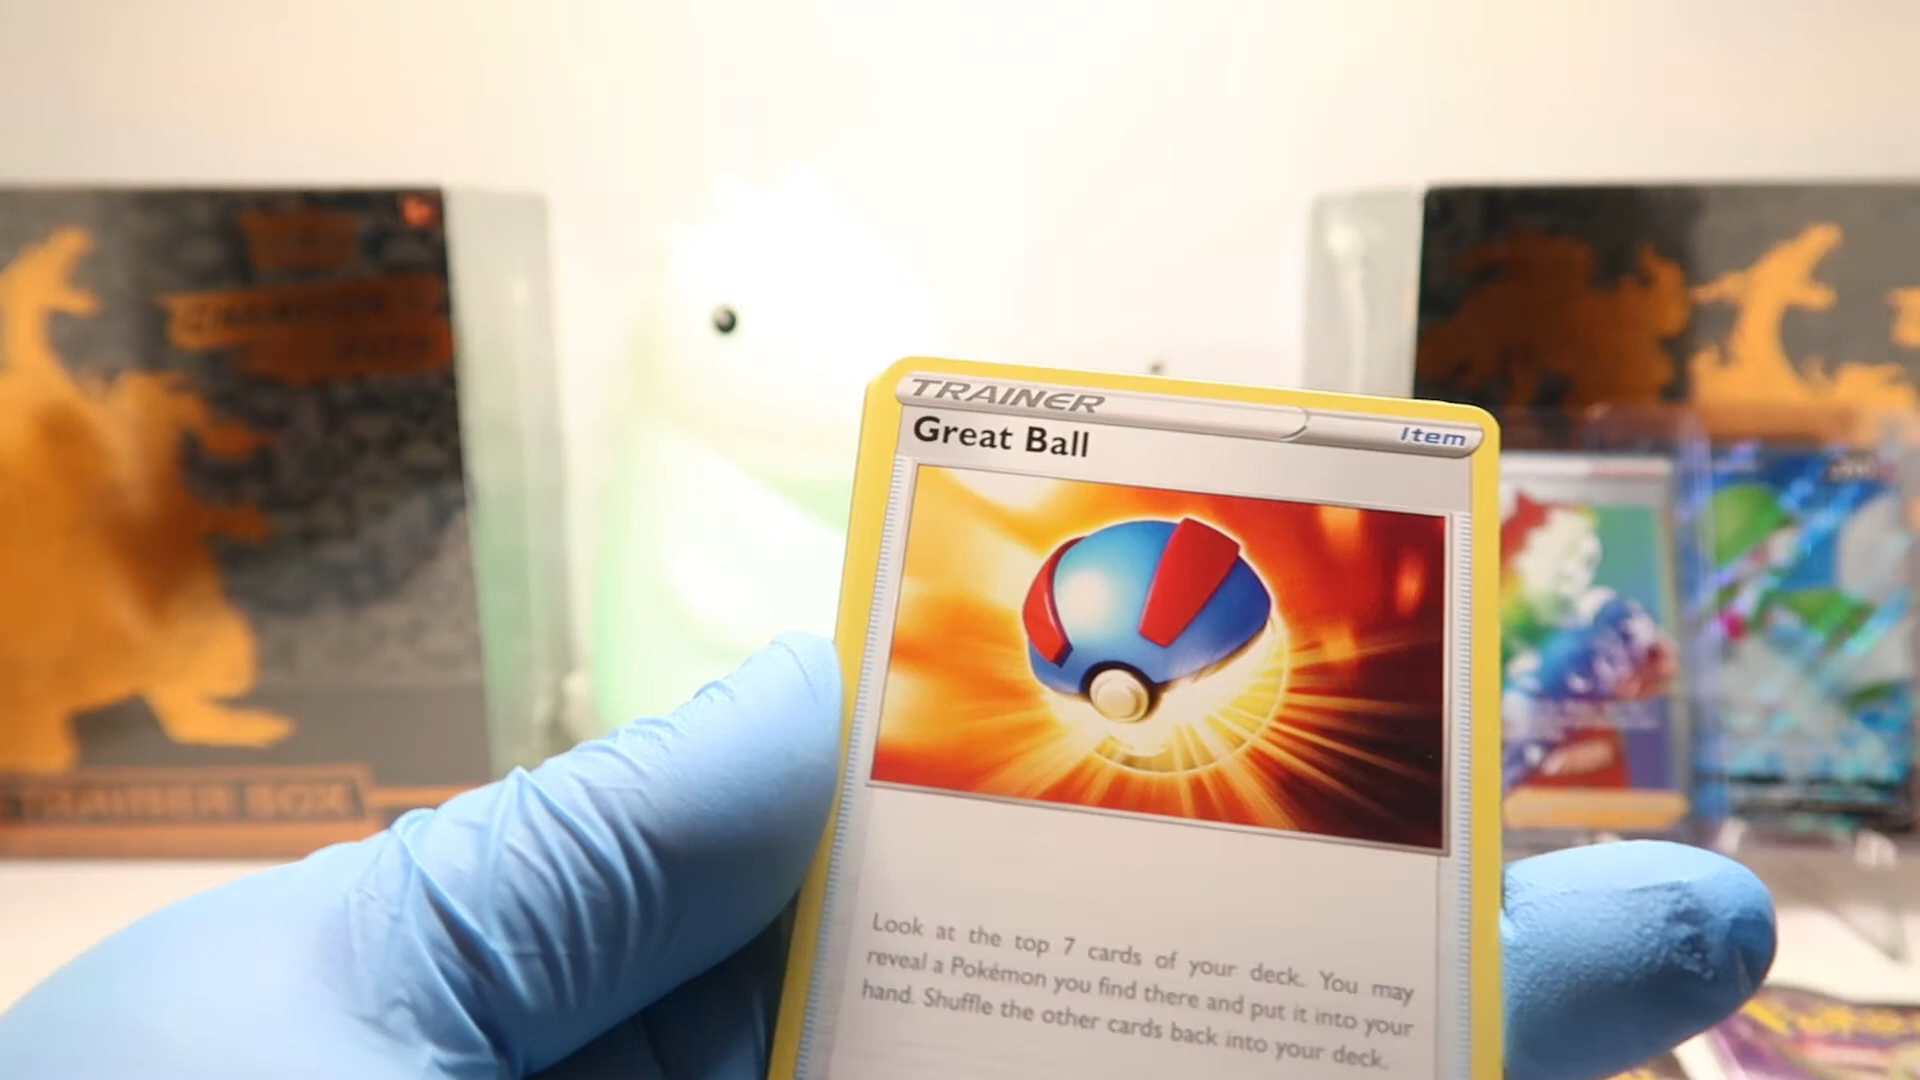 TRAINER
Item
Great Ball
Look at the top 7 cards of your deck. You may
reveal a Pokémon you find there and put it into your
hand. Shuffle the other cards back into your deck.
TRAINER BOX